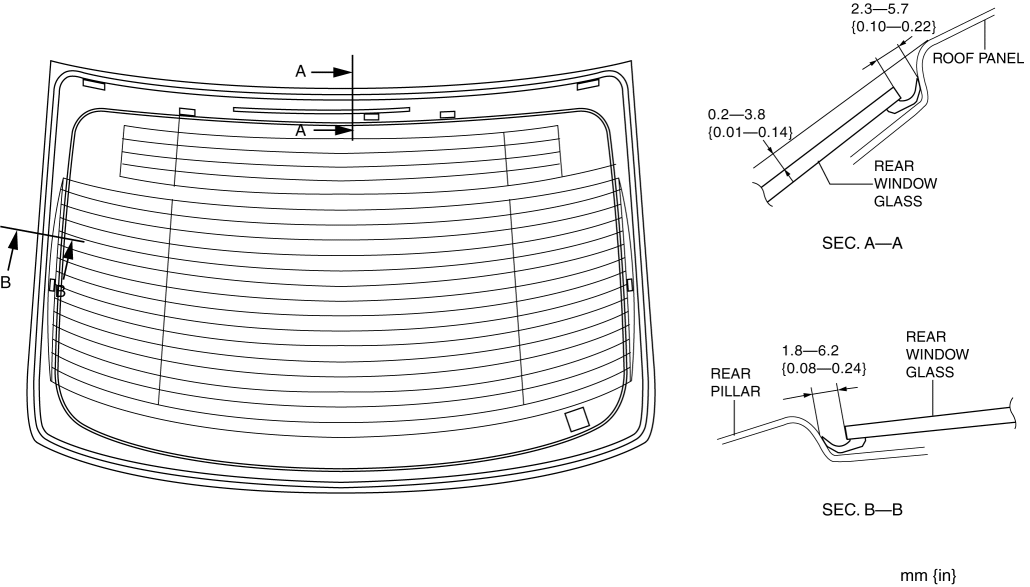 A
A
B
B
2.3—5.7
{0.10—0.22}
ROOF PANEL
0.2—3.8
{0.01—0.14}
REAR
WINDOW
GLASS
SEC. A—A
1.8—6.2
{0.08—0.24}
REAR
PILLAR
REAR
WINDOW
GLASS
SEC. B—B
mm {in}